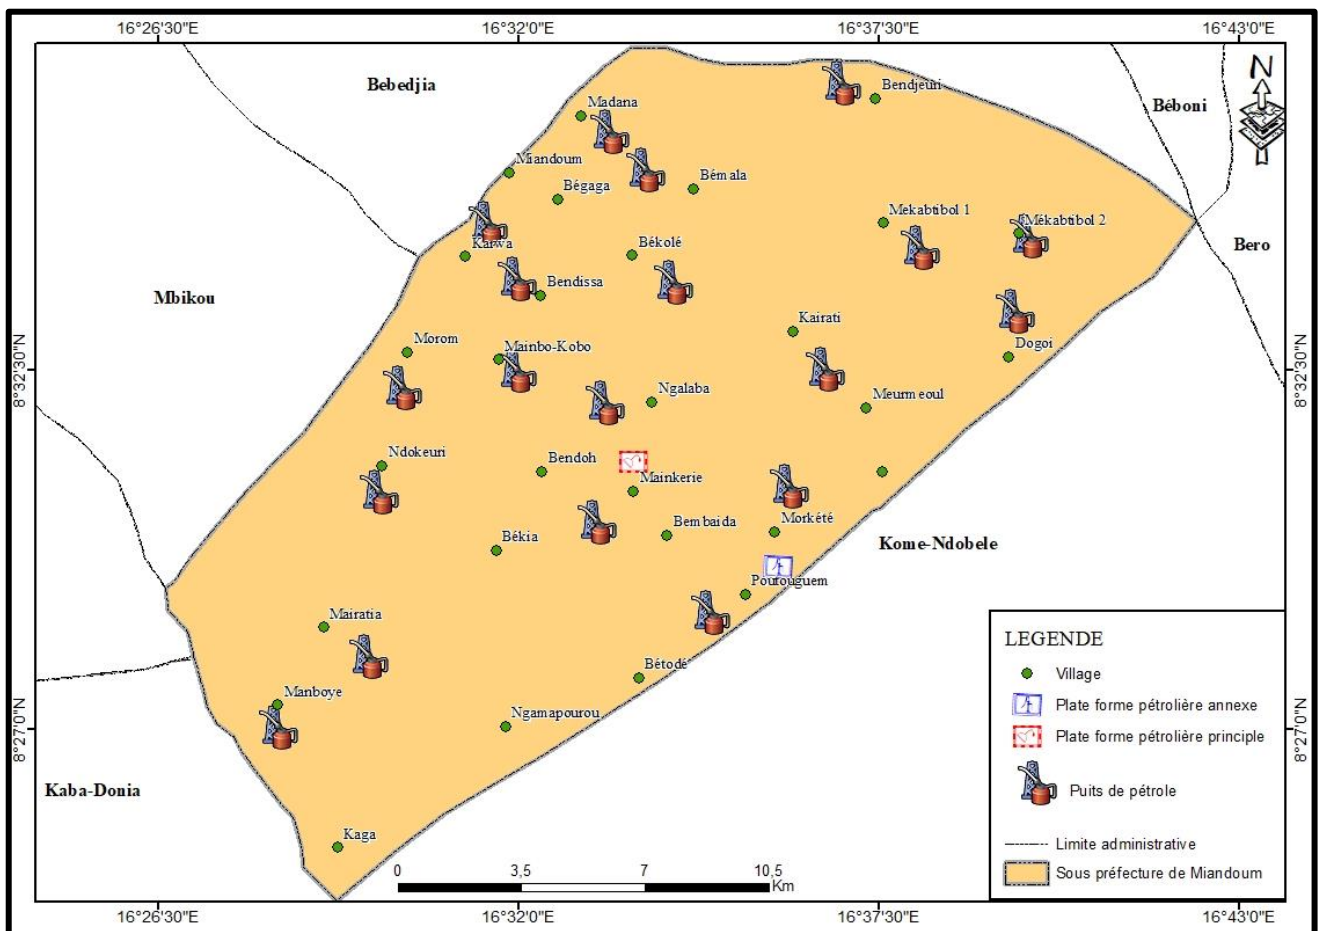 16°26'30"E
16°32'0"E
16°37'30"E
16°43'0"E
Bebedjia
Bendjeuri
Béboni
N
Madana
Miandoum
Bégaga
Bémala
Mekabtibol 1
Mékabtibol 2
Karwa
Békolé
Bero
Mbikou
Bendissa
Kairati
Morom
Mainbo-Kobo
Dogoi
8°32'30"N
8°32'30"N
Ngalaba
Meurmeoul
Ndokeuri
Bendoh
Mainkerie
Békia
Bembaida
Morkété
Kome-Ndobele
Poufouguem
Mairatia
LEGENDE
Village
Plate forme pétrolière annexe
Plate forme pétrolière principle
Puits de pétrole
Limite administrative
Sous préfecture de Miandoum
Bétodé
Manboye
Ngamapourou
8°27'0"N
8°27'0"N
Kaba-Donia
Kaga
0
3,5
7
10,5
Km
16°26'30"E
16°32'0"E
16°37'30"E
16°43'0"E